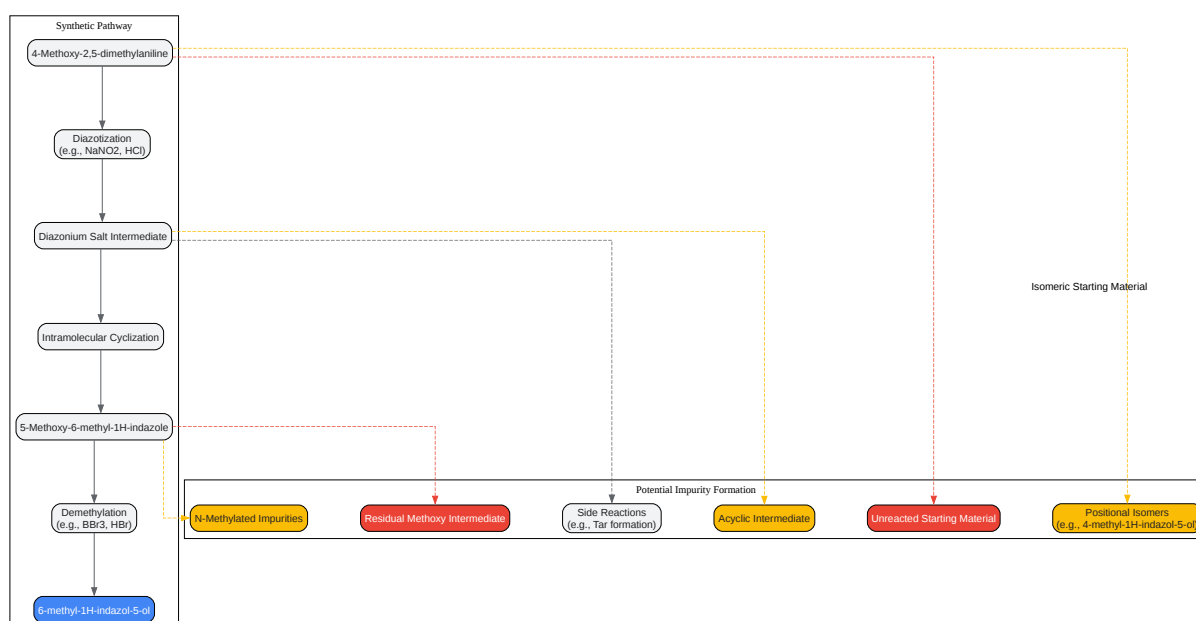 Synthetic Pathway
4-Methoxy-2,5-dimethylaniline
Diazotization
(e.g., NaNO2, HCl)
Diazonium Salt Intermediate
Isomeric Starting Material
Intramolecular Cyclization
5-Methoxy-6-methyl-1H-indazole
Demethylation
(e.g., BBr3, HBr)
6-methyl-1H-indazol-5-ol
Potential Impurity Formation
N-Methylated Impurities
Residual Methoxy Intermediate
Side Reactions
(e.g., Tar formation)
Acyclic Intermediate
Unreacted Starting Material
Positional Isomers
(e.g., 4-methyl-1H-indazol-5-ol)